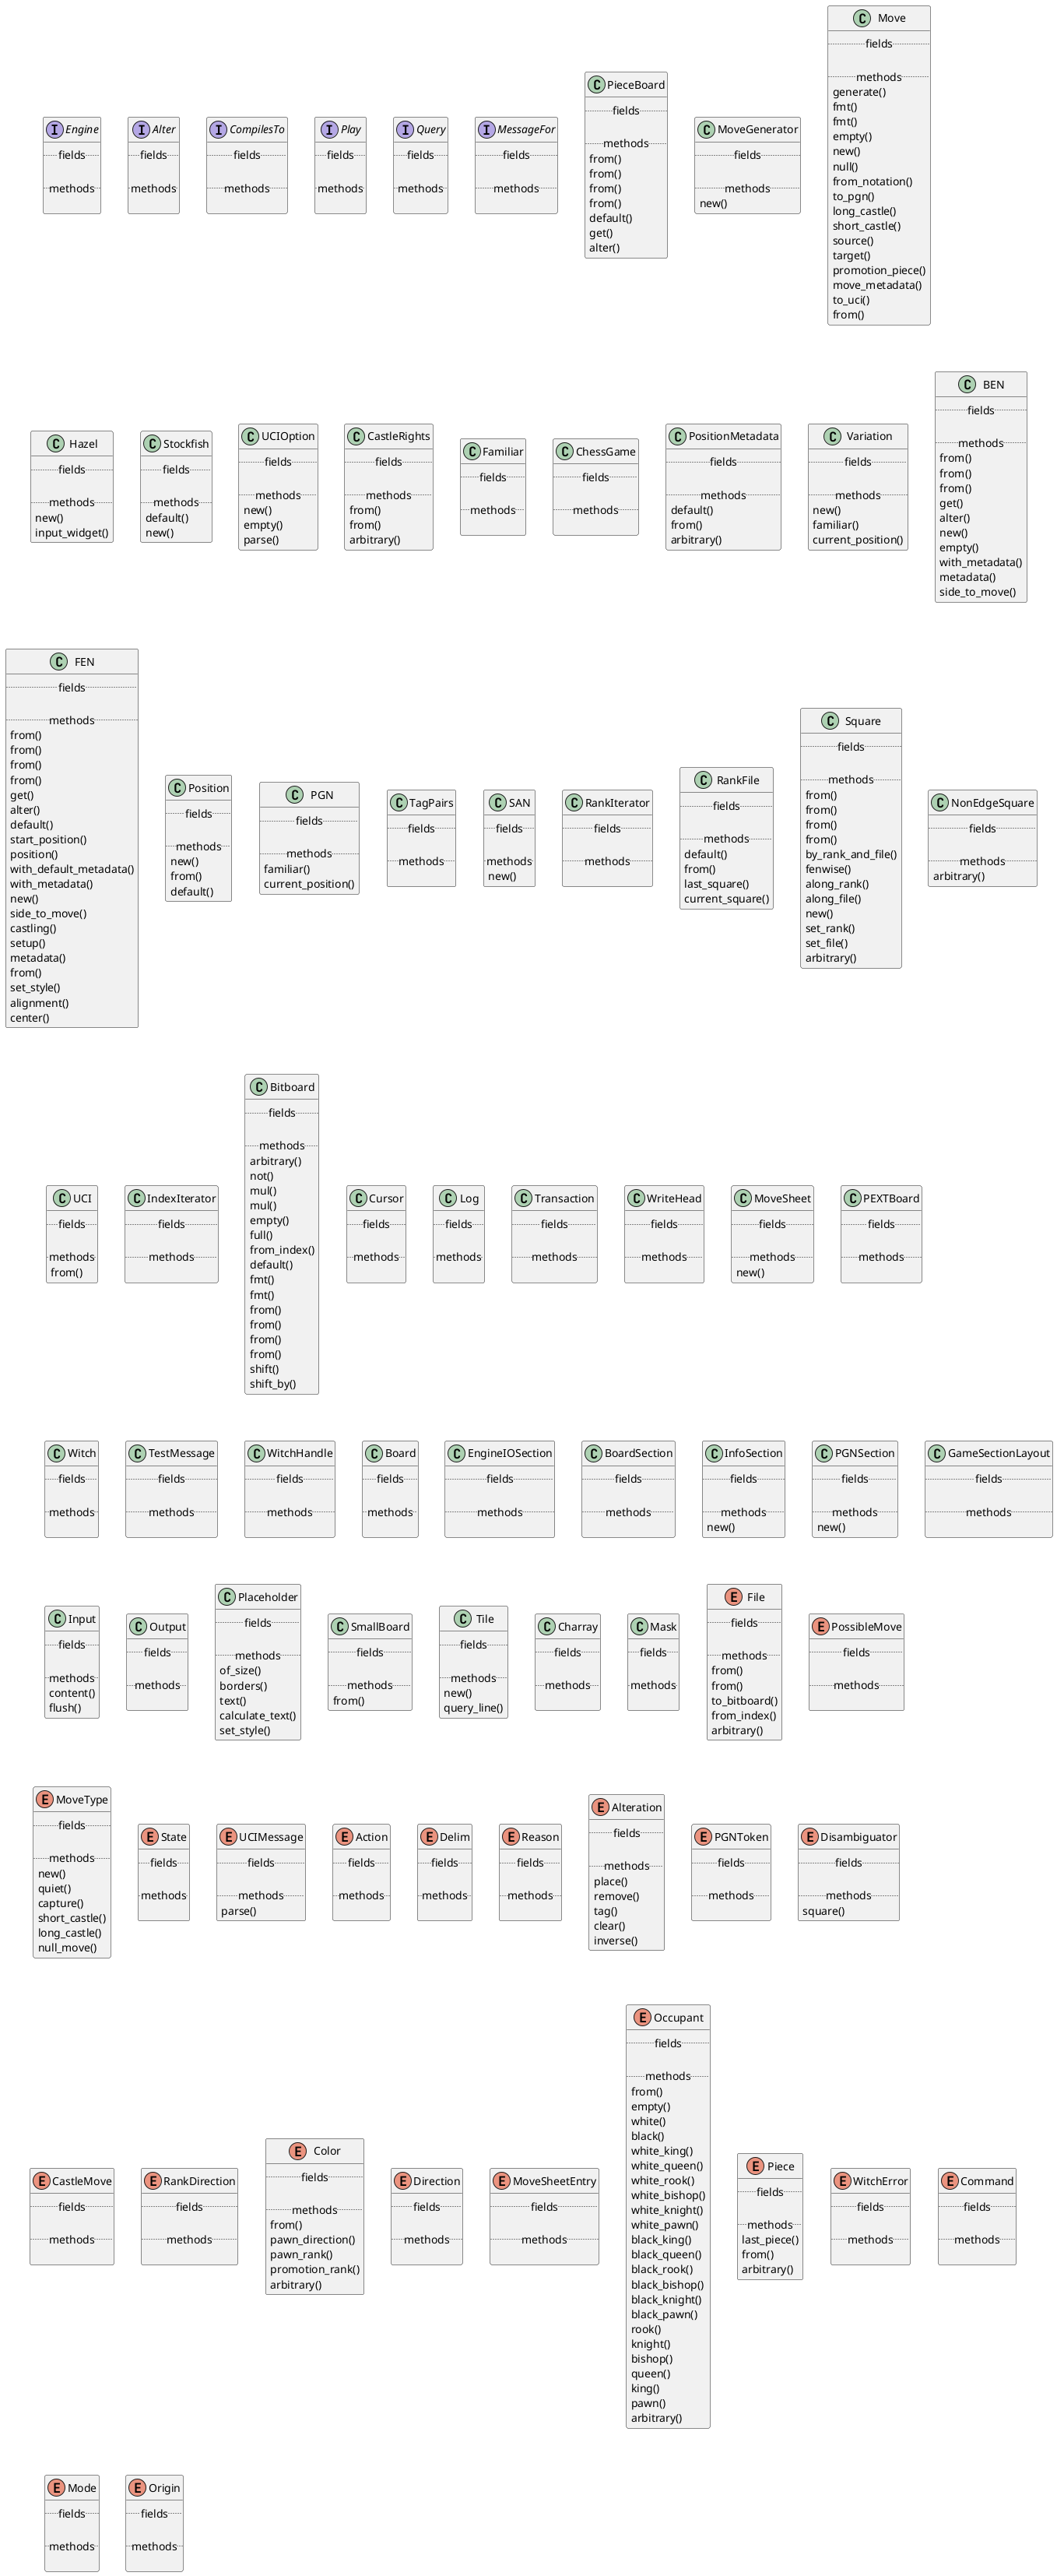 I Engine
fields
methods
I Alter
fields
methods
I CompilesTo
fields
methods
I Play
fields
methods
I Query
fields
methods
I MessageFor
fields
methods
C PieceBoard
fields
methods
from()
from()
from()
from()
default()
get()
alter()
C MoveGenerator
fields
methods
new()
C Move
fields
methods
generate()
fmt()
fmt()
empty()
new()
null()
from_notation()
to_pgn()
long_castle()
short_castle()
source()
target()
promotion_piece()
move_metadata()
to_uci()
from()
C Hazel
fields
methods
new()
input_widget()
C Stockfish
fields
methods
default()
new()
C UCIOption
fields
methods
new()
empty()
parse()
C CastleRights
fields
methods
from()
from()
arbitrary()
C Familiar
fields
methods
C ChessGame
fields
methods
C PositionMetadata
fields
methods
default()
from()
arbitrary()
C Variation
fields
methods
new()
familiar()
current_position()
C BEN
fields
methods
from()
from()
from()
get()
alter()
new()
empty()
with_metadata()
metadata()
side_to_move()
C FEN
fields
methods
from()
from()
from()
from()
get()
alter()
default()
start_position()
position()
with_default_metadata()
with_metadata()
new()
side_to_move()
castling()
setup()
metadata()
from()
set_style()
alignment()
center()
C Position
fields
methods
new()
from()
default()
C PGN
fields
methods
familiar()
current_position()
C TagPairs
fields
methods
C SAN
fields
methods
new()
C RankIterator
fields
methods
C RankFile
fields
methods
default()
from()
last_square()
current_square()
C Square
fields
methods
from()
from()
from()
from()
by_rank_and_file()
fenwise()
along_rank()
along_file()
new()
set_rank()
set_file()
arbitrary()
C NonEdgeSquare
fields
methods
arbitrary()
C UCI
fields
methods
from()
C IndexIterator
fields
methods
C Bitboard
fields
methods
arbitrary()
not()
mul()
mul()
empty()
full()
from_index()
default()
fmt()
fmt()
from()
from()
from()
from()
shift()
shift_by()
C Cursor
fields
methods
C Log
fields
methods
C Transaction
fields
methods
C WriteHead
fields
methods
C MoveSheet
fields
methods
new()
C PEXTBoard
fields
methods
C Witch
fields
methods
C TestMessage
fields
methods
C WitchHandle
fields
methods
C Board
fields
methods
C EngineIOSection
fields
methods
C BoardSection
fields
methods
C InfoSection
fields
methods
new()
C PGNSection
fields
methods
new()
C GameSectionLayout
fields
methods
C Input
fields
methods
content()
flush()
C Output
fields
methods
C Placeholder
fields
methods
of_size()
borders()
text()
calculate_text()
set_style()
C SmallBoard
fields
methods
from()
C Tile
fields
methods
new()
query_line()
C Charray
fields
methods
C Mask
fields
methods
E File
fields
methods
from()
from()
to_bitboard()
from_index()
arbitrary()
E PossibleMove
fields
methods
E MoveType
fields
methods
new()
quiet()
capture()
short_castle()
long_castle()
null_move()
E State
fields
methods
E UCIMessage
fields
methods
parse()
E Action
fields
methods
E Delim
fields
methods
E Reason
fields
methods
E Alteration
fields
methods
place()
remove()
tag()
clear()
inverse()
E PGNToken
fields
methods
E Disambiguator
fields
methods
square()
E CastleMove
fields
methods
E RankDirection
fields
methods
E Color
fields
methods
from()
pawn_direction()
pawn_rank()
promotion_rank()
arbitrary()
E Direction
fields
methods
E MoveSheetEntry
fields
methods
E Occupant
fields
methods
from()
empty()
white()
black()
white_king()
white_queen()
white_rook()
white_bishop()
white_knight()
white_pawn()
black_king()
black_queen()
black_rook()
black_bishop()
black_knight()
black_pawn()
rook()
knight()
bishop()
queen()
king()
pawn()
arbitrary()
E Piece
fields
methods
last_piece()
from()
arbitrary()
E WitchError
fields
methods
E Command
fields
methods
E Mode
fields
methods
E Origin
fields
methods